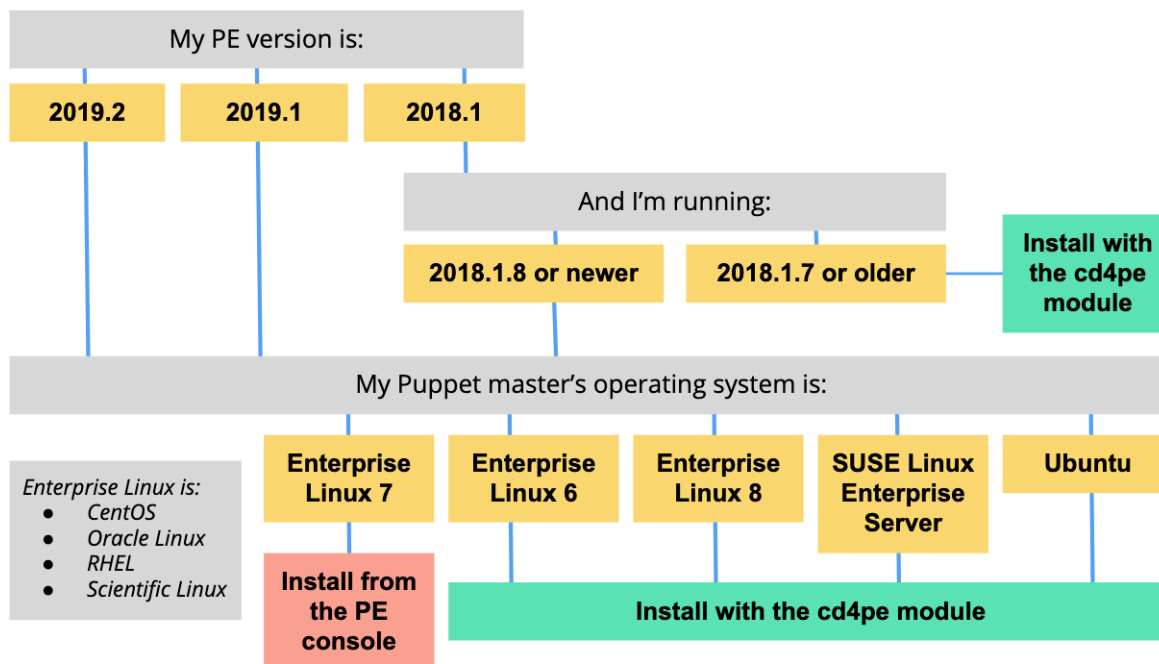 My PE version is:
2019.2
2019.1
2018.1
And I'm running:
2018.1.8 or newer
2018.1.7 or older
Install with
the cd4pe
module
My Puppet master's operating system is:
Enterprise
Linux 7
Enterprise
Linux 6
Enterprise
Linux 8
SUSE Linux
Enterprise
Server
Ubuntu
Enterprise Linux is:
● CentOS
● Oracle Linux
● RHEL
● Scientific Linux
Install from
the PE
console
Install with the cd4pe module